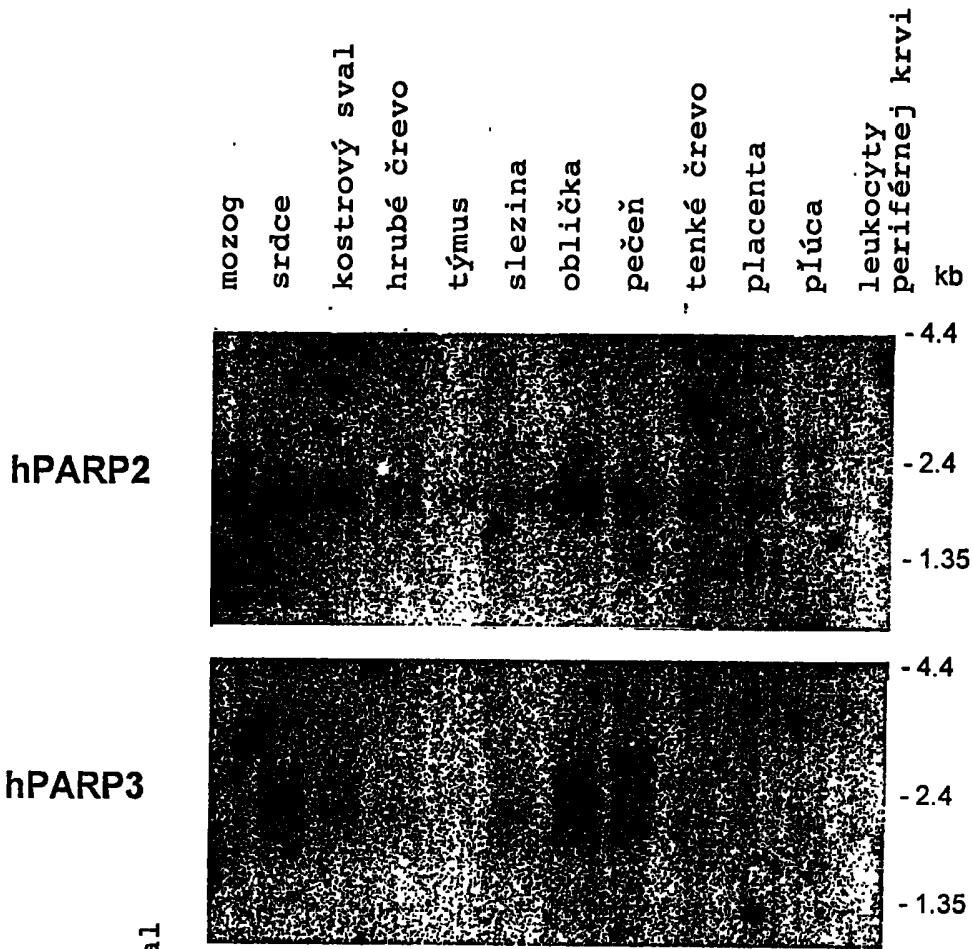 mozog
srdce
kostrový sval
hrubé črevo
týmus
slezina
oblička
pečeň
tenké črevo
placenta
pľúca
leukocyty
periférnej krvi
kb
hPARP2
- 4.4
- 2.4
- 1.35
hPARP3
- 4.4
- 2.4
- 1.35
al